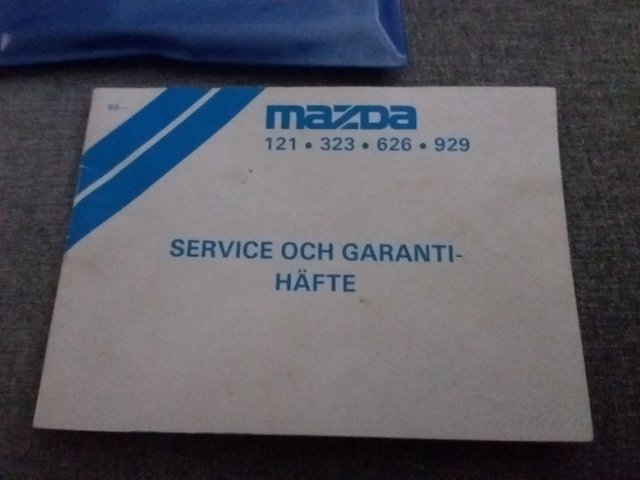 mazda
121 • 323 • 626 • 929
SERVICE OCH GARANTI-
HÄFTE